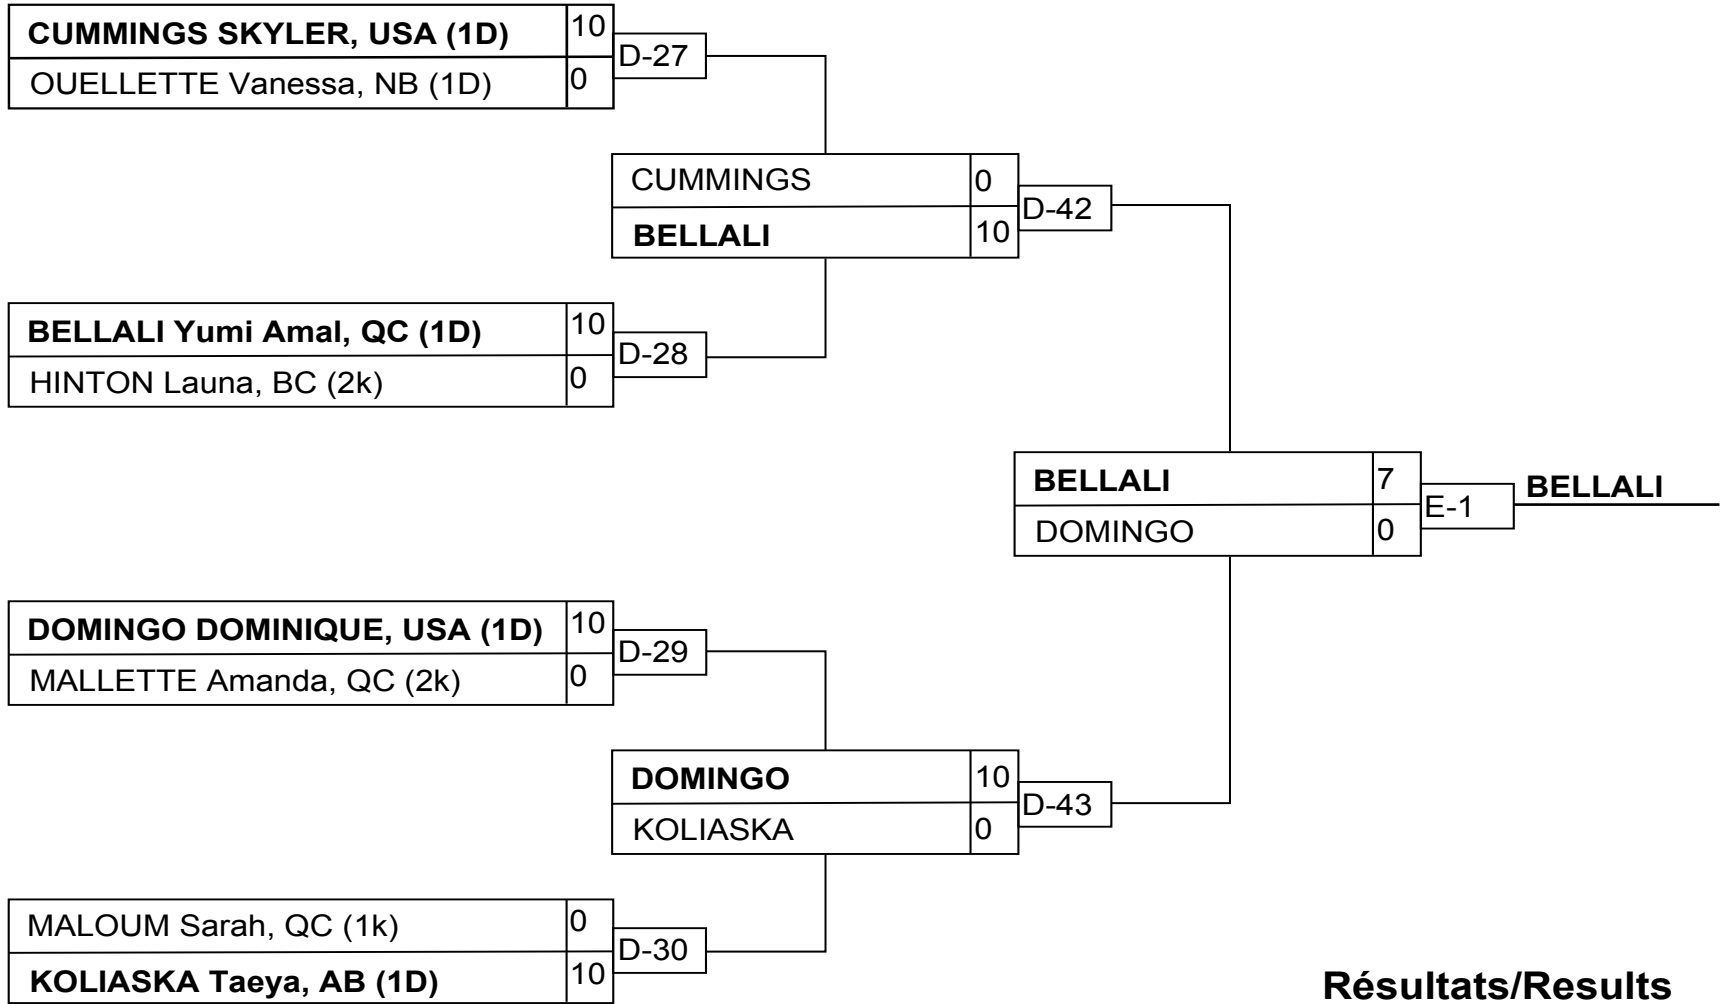 CUMMINGS SKYLER, USA (1D) 10
OUELLETTE Vanessa, NB (1D) 0
D-27
CUMMINGS 0
BELLALI 10
D-42
BELLALI Yumi Amal, QC (1D) 10
HINTON Launa, BC (2k) 0
D-28
BELLALI 7
DOMINGO 0
E-1
BELLALI
DOMINGO DOMINIQUE, USA (1D) 10
MALLETTE Amanda, QC (2k) 0
D-29
DOMINGO 10
KOLIASKA 0
D-43
MALOUM Sarah, QC (1k) 0
KOLIASKA Taeya, AB (1D) 10
D-30
Résultats/Results